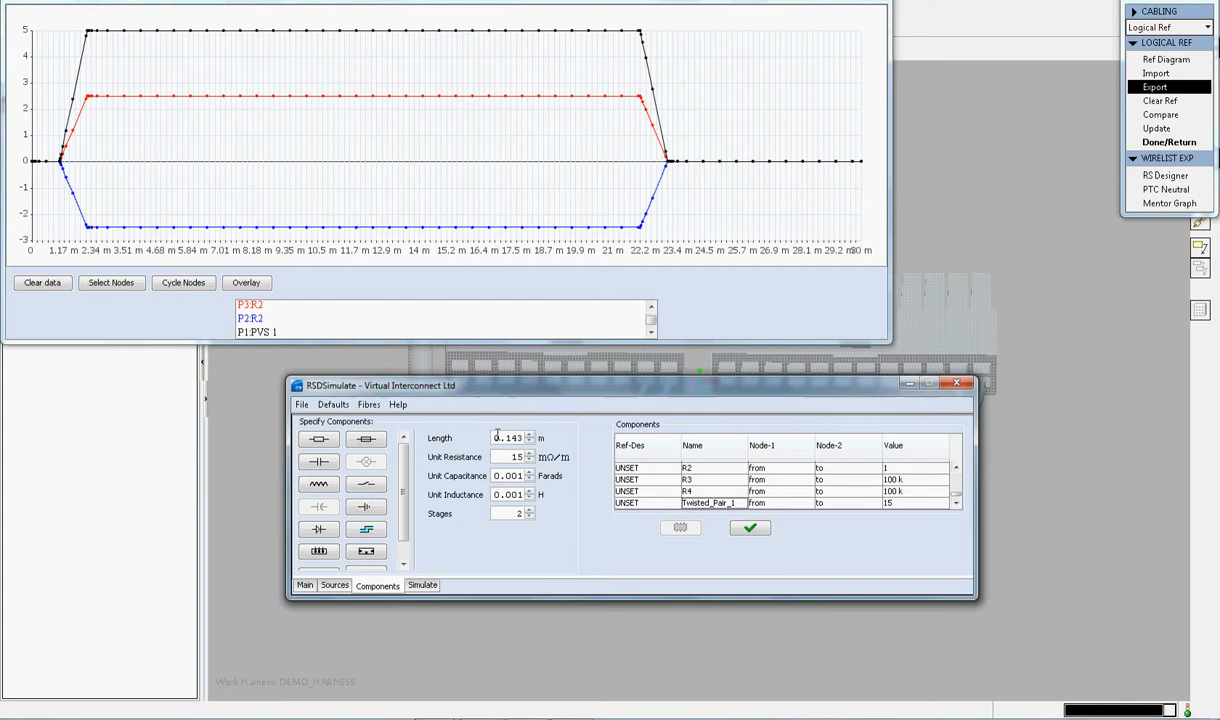 5
4
3
2
1
0
-1
-2
-3
0 1.17 m 2.34 m 3.51 m 4.68 m 5.84 m 7.01 m 8.18 m 9.35 m 10.5 m 11.7 m 12.9 m 14 m 15.2 m 16.4 m 17.5 m 18.7 m 19.9 m 21 m 22.2 m 23.4 m 24.5 m 25.7 m 26.9 m 28.1 m 29.2 m 30 m
Clear data Select Nodes Cycle Nodes Overlay
P3:R2
P2:R2
P1:PVS 1
CABLING
Logical Ref
LOGICAL REF
Ref Diagram
Import
Export
Clear Ref
Compare
Update
Done/Return
WIRELIST EXP
RS Designer
PTC Neutral
Mentor Graph
RSDSimulate - Virtual Interconnect Ltd
File Defaults Fibres Help
Specify Components:
Length 0.143 m
Unit Resistance 15 mΩ/m
Unit Capacitance 0.001 Farads
Unit Inductance 0.001 H
Stages 2
Components
Ref-Des Name Node-1 Node-2 Value
UNSET R2 from to 1
UNSET R3 from to 100 k
UNSET R4 from to 100 k
UNSET Twisted_Pair_1 from to 15
Main Sources Components Simulate
Work Harness: DEMO_HARNESS